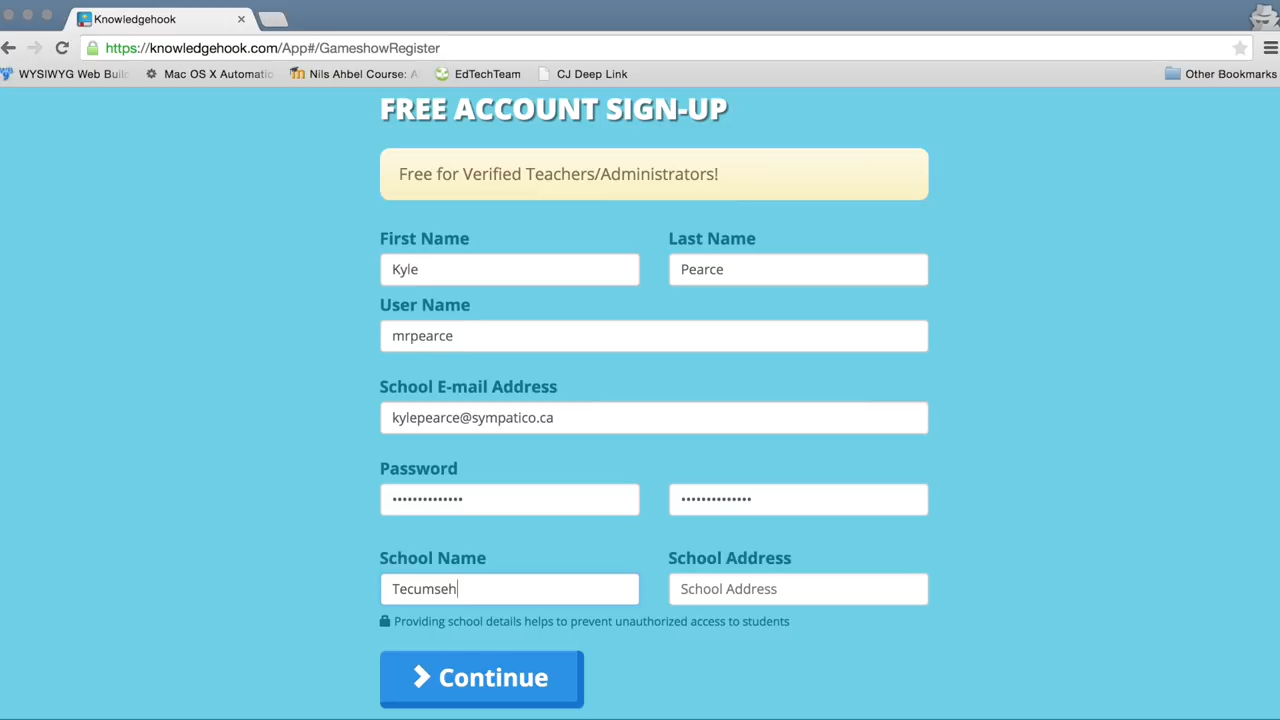 Knowledgehook
https://knowledgehook.com/App#/GameshowRegister
WYSIWYG Web Buil Mac OS X Automatic Nils Ahbel Course: A EdTechTeam CJ Deep Link Other Bookmarks
FREE ACCOUNT SIGN-UP
Free for Verified Teachers/Administrators!
First Name Last Name
Kyle Pearce
User Name
mrpearce
School E-mail Address
kylepearce@sympatico.ca
Password
•••••••••••••• ••••••••••••••
School Name School Address
Tecumseh School Address
Providing school details helps to prevent unauthorized access to students
Continue